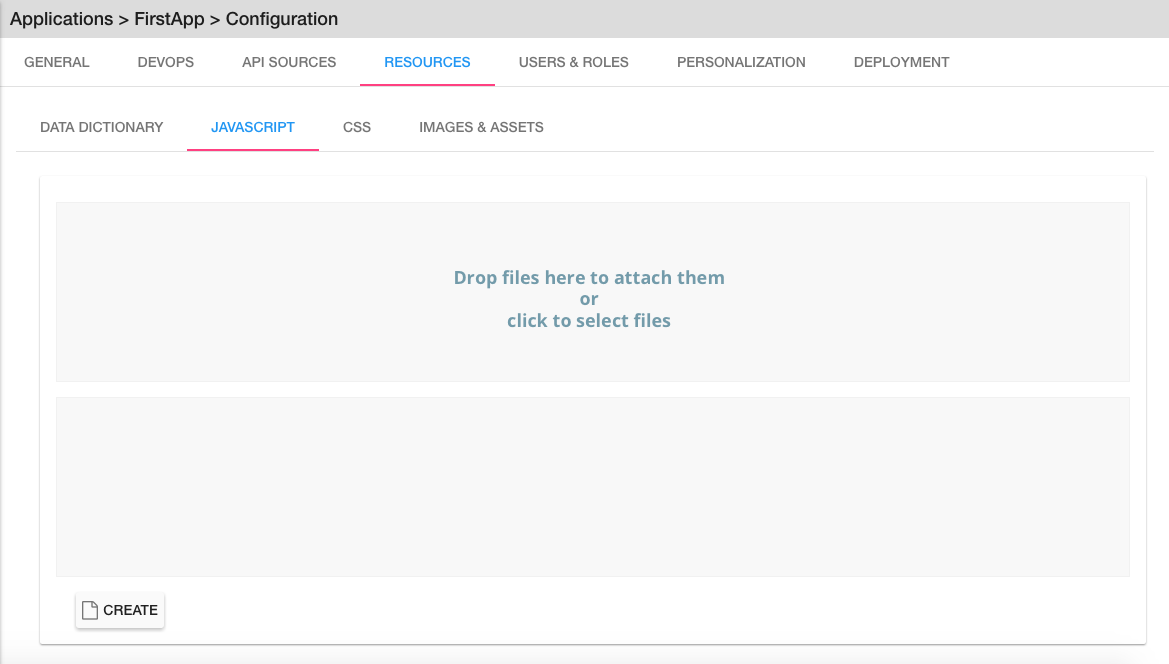 Applications > FirstApp > Configuration
GENERAL DEVOPS API SOURCES RESOURCES USERS & ROLES PERSONALIZATION DEPLOYMENT
DATA DICTIONARY JAVASCRIPT CSS IMAGES & ASSETS
Drop files here to attach them
or
click to select files
CREATE